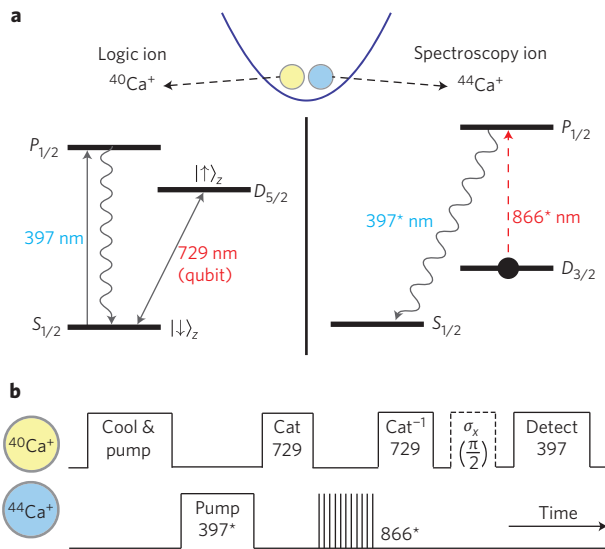 a
Logic ion
⁴⁰Ca⁺
Spectroscopy ion
⁴⁴Ca⁺
P₁/₂
|↑⟩z
D₅/₂
397 nm
729 nm
(qubit)
S₁/₂
|↓⟩z
P₁/₂
397* nm
866* nm
D₃/₂
S₁/₂
b
⁴⁰Ca⁺
Cool &
pump
Cat
729
Cat⁻¹
729
σₓ
(π/2)
Detect
397
⁴⁴Ca⁺
Pump
397*
866*
Time